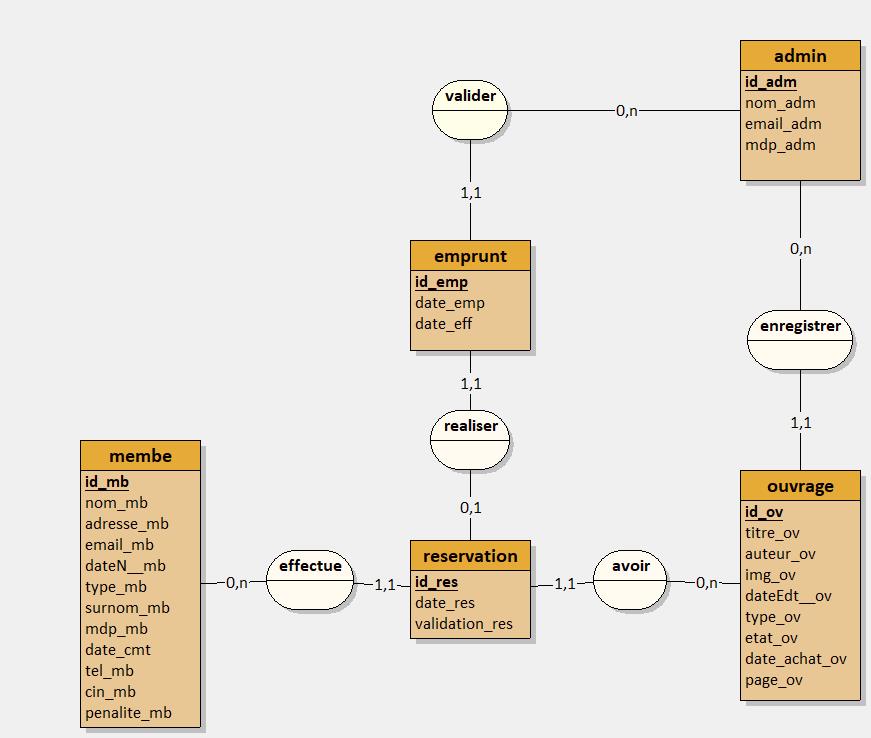 admin
id_adm
nom_adm
email_adm
mdp_adm
valider
0,n
1,1
0,n
emprunt
id_emp
date_emp
date_eff
enregistrer
1,1
realiser
1,1
0,1
membe
id_mb
nom_mb
adresse_mb
email_mb
dateN__mb
type_mb
surnom_mb
mdp_mb
date_cmt
tel_mb
cin_mb
penalite_mb
0,n
effectue
1,1
reservation
id_res
date_res
validation_res
1,1
avoir
0,n
ouvrage
id_ov
titre_ov
auteur_ov
img_ov
dateEdt__ov
type_ov
etat_ov
date_achat_ov
page_ov